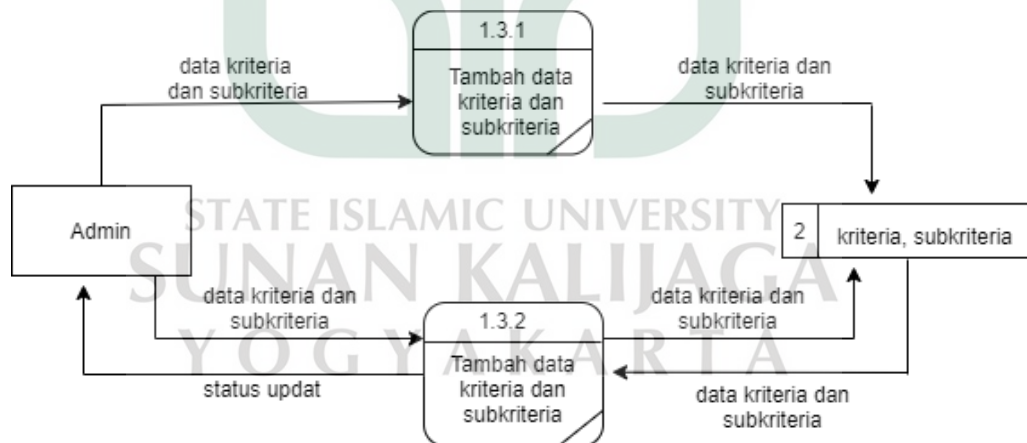 1.3.1
data kriteria
dan subkriteria
Tambah data
kriteria dan
subkriteria
data kriteria dan
subkriteria
STATE ISLAMIC UNIVERSITY
SUNAN KALIJAGA
YOGYAKARTA
Admin
2
kriteria, subkriteria
data kriteria dan
subkriteria
1.3.2
data kriteria dan
subkriteria
Tambah data
kriteria dan
subkriteria
status updat
data kriteria dan
subkriteria